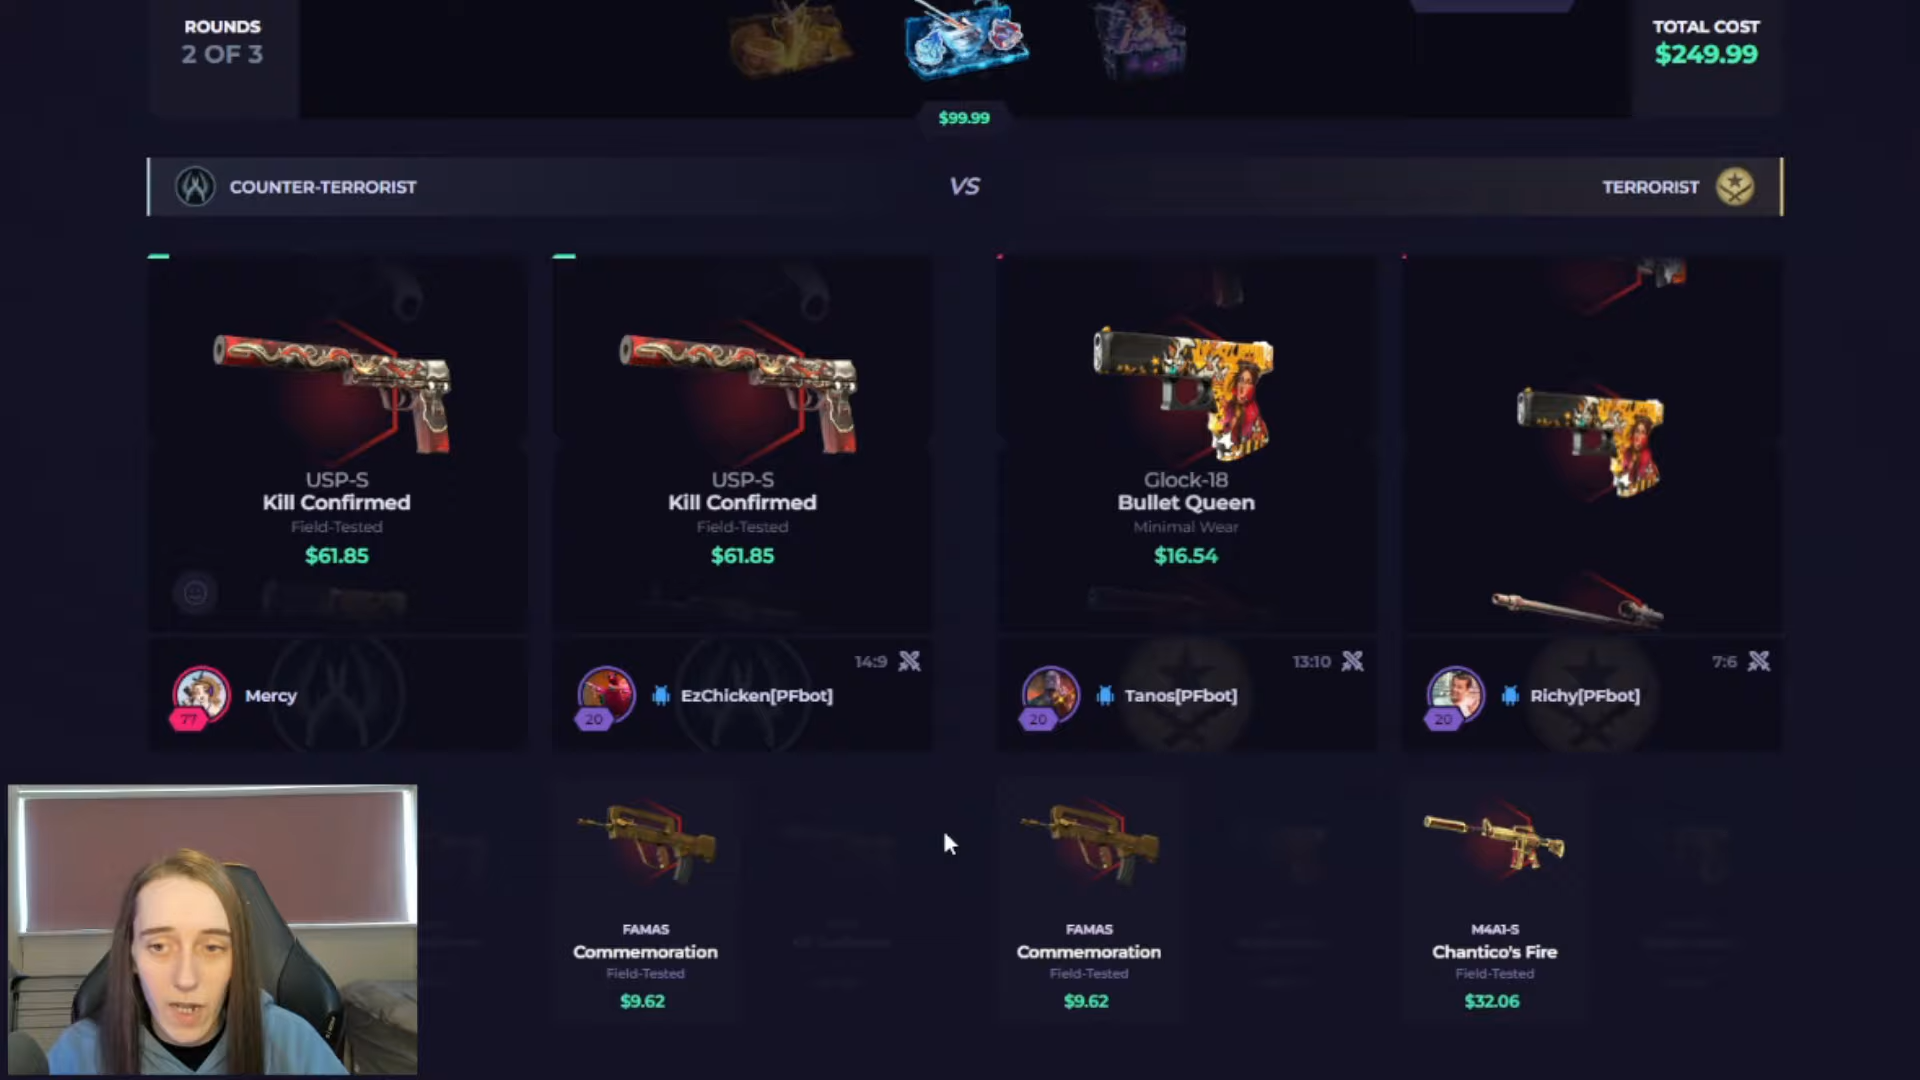 ROUNDS
2 OF 3
TOTAL COST
$249.99
$99.99
COUNTER-TERRORIST
VS
TERRORIST
USP-S
Kill Confirmed
Field-Tested
$61.85
USP-S
Kill Confirmed
Field-Tested
$61.85
Glock-18
Bullet Queen
Minimal Wear
$16.54
77
Mercy
14:9
20
EzChicken[PFbot]
13:10
20
Tanos[PFbot]
7:6
20
Richy[PFbot]
FAMAS
Commemoration
Field-Tested
$9.62
FAMAS
Commemoration
Field-Tested
$9.62
M4A1-S
Chantico's Fire
Field-Tested
$32.06